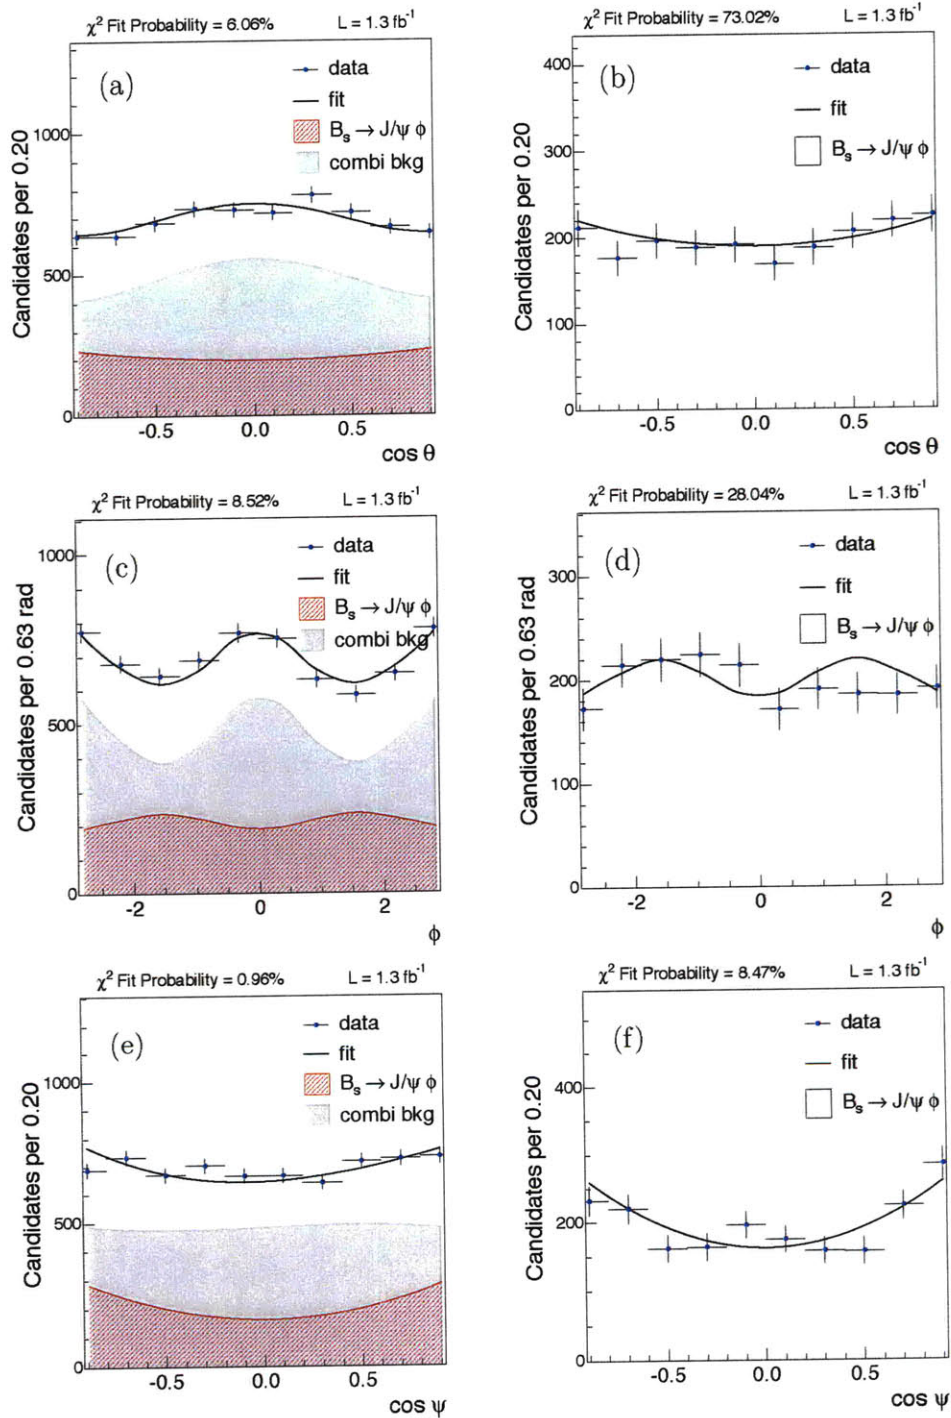 χ² Fit Probability = 6.06% L = 1.3 fb⁻¹
(a)
data
fit
Bₛ → J/ψ φ
combi bkg
Candidates per 0.20
1000
500
0
-0.5 0.0 0.5
cos θ
χ² Fit Probability = 73.02% L = 1.3 fb⁻¹
(b)
data
fit
Bₛ → J/ψ φ
Candidates per 0.20
400
300
200
100
0
-0.5 0.0 0.5
cos θ
χ² Fit Probability = 8.52% L = 1.3 fb⁻¹
(c)
data
fit
Bₛ → J/ψ φ
combi bkg
Candidates per 0.63 rad
1000
500
0
-2 0 2
φ
χ² Fit Probability = 28.04% L = 1.3 fb⁻¹
(d)
data
fit
Bₛ → J/ψ φ
Candidates per 0.63 rad
300
200
100
0
-2 0 2
φ
χ² Fit Probability = 0.96% L = 1.3 fb⁻¹
(e)
data
fit
Bₛ → J/ψ φ
combi bkg
Candidates per 0.20
1000
500
0
-0.5 0.0 0.5
cos ψ
χ² Fit Probability = 8.47% L = 1.3 fb⁻¹
(f)
data
fit
Bₛ → J/ψ φ
Candidates per 0.20
400
200
0
-0.5 0.0 0.5
cos ψ